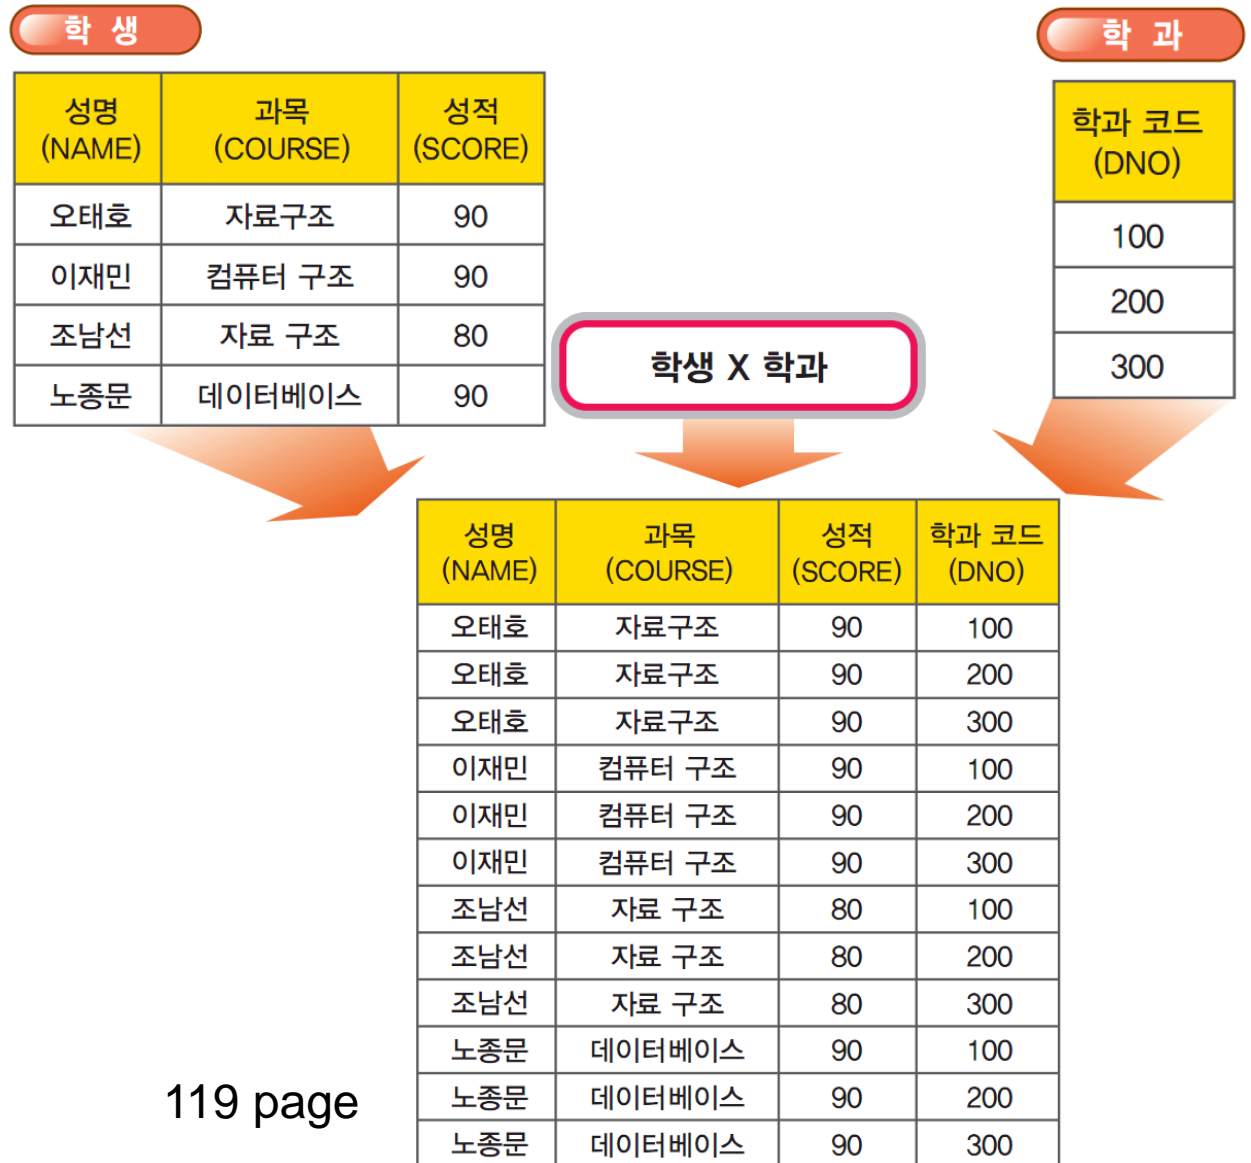 학 생
성명 과목 성적
(NAME) (COURSE) (SCORE)
오태호 자료구조 90
이재민 컴퓨터 구조 90
조남선 자료 구조 80
노종문 데이터베이스 90
학 과
학과 코드
(DNO)
100
200
300
학생 X 학과
성명 과목 성적 학과 코드
(NAME) (COURSE) (SCORE) (DNO)
오태호 자료구조 90 100
오태호 자료구조 90 200
오태호 자료구조 90 300
이재민 컴퓨터 구조 90 100
이재민 컴퓨터 구조 90 200
이재민 컴퓨터 구조 90 300
조남선 자료 구조 80 100
조남선 자료 구조 80 200
조남선 자료 구조 80 300
노종문 데이터베이스 90 100
노종문 데이터베이스 90 200
노종문 데이터베이스 90 300
119 page